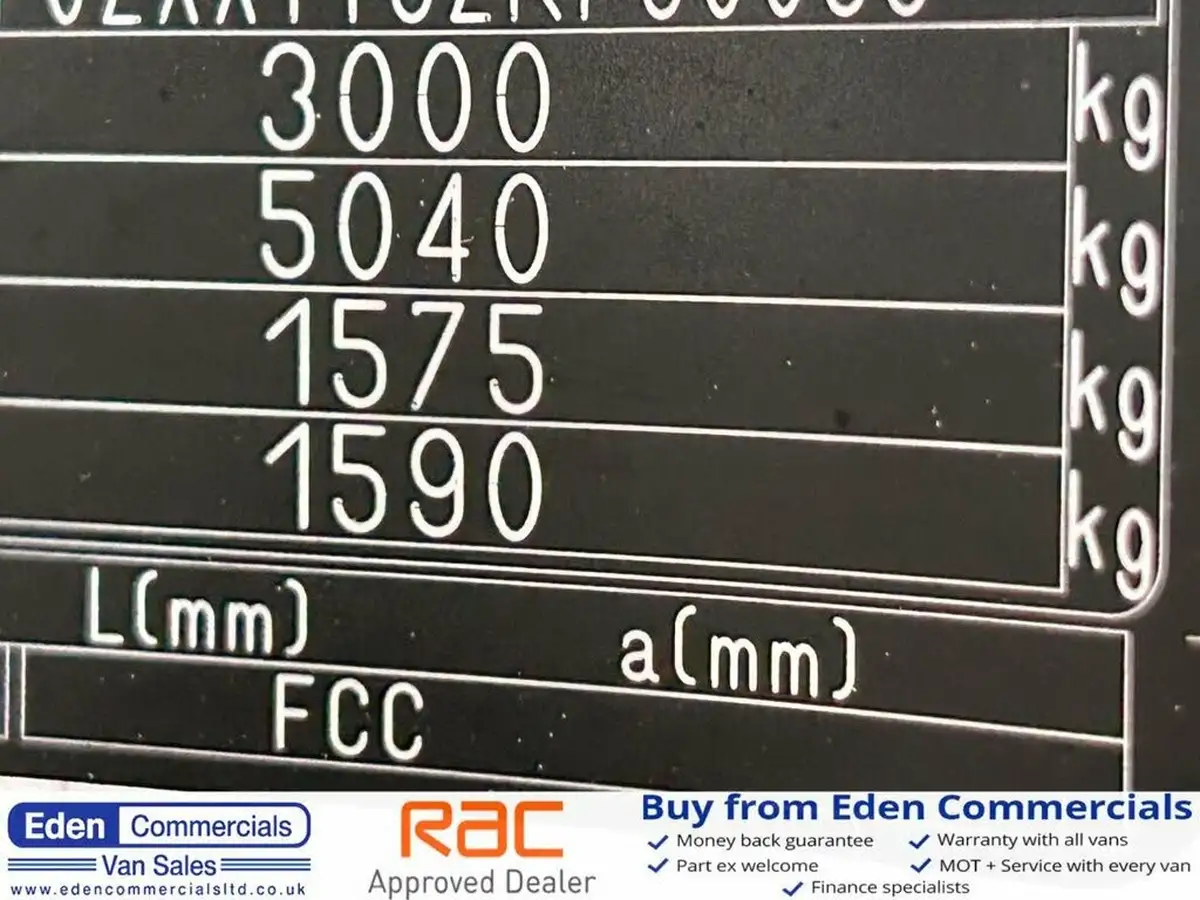 3000 kg
5040 kg
1575 kg
1590 kg
L(mm) a(mm)
FCC
Eden Commercials
Van Sales
www.edencommercialsltd.co.uk
RAC
Approved Dealer
Buy from Eden Commercials
Money back guarantee Warranty with all vans
Part ex welcome MOT + Service with every van
Finance specialists